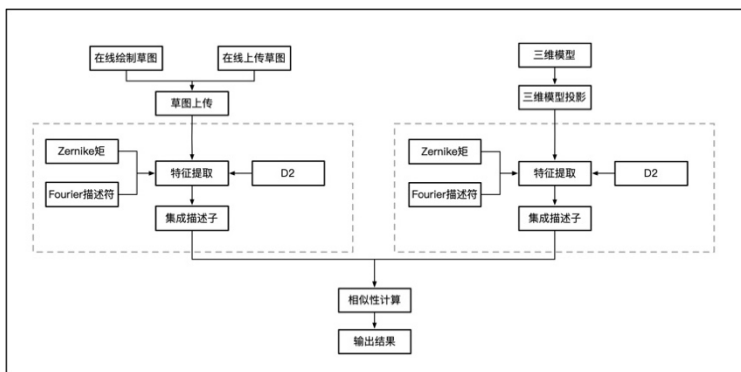 在线绘制草图
在线上传草图
草图上传
Zernike矩
特征提取
D2
Fourier描述符
集成描述子
三维模型
三维模型投影
Zernike矩
特征提取
D2
Fourier描述符
集成描述子
相似性计算
输出结果